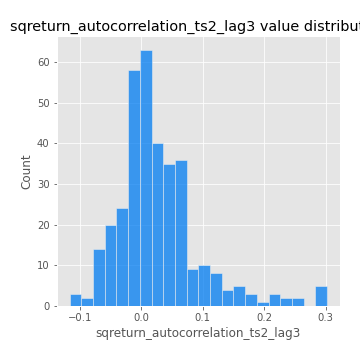 sqreturn_autocorrelation_ts2_lag3 value distribut
60
50
40
30
20
10
0
Count
−0.1 0.0 0.1 0.2 0.3
sqreturn_autocorrelation_ts2_lag3